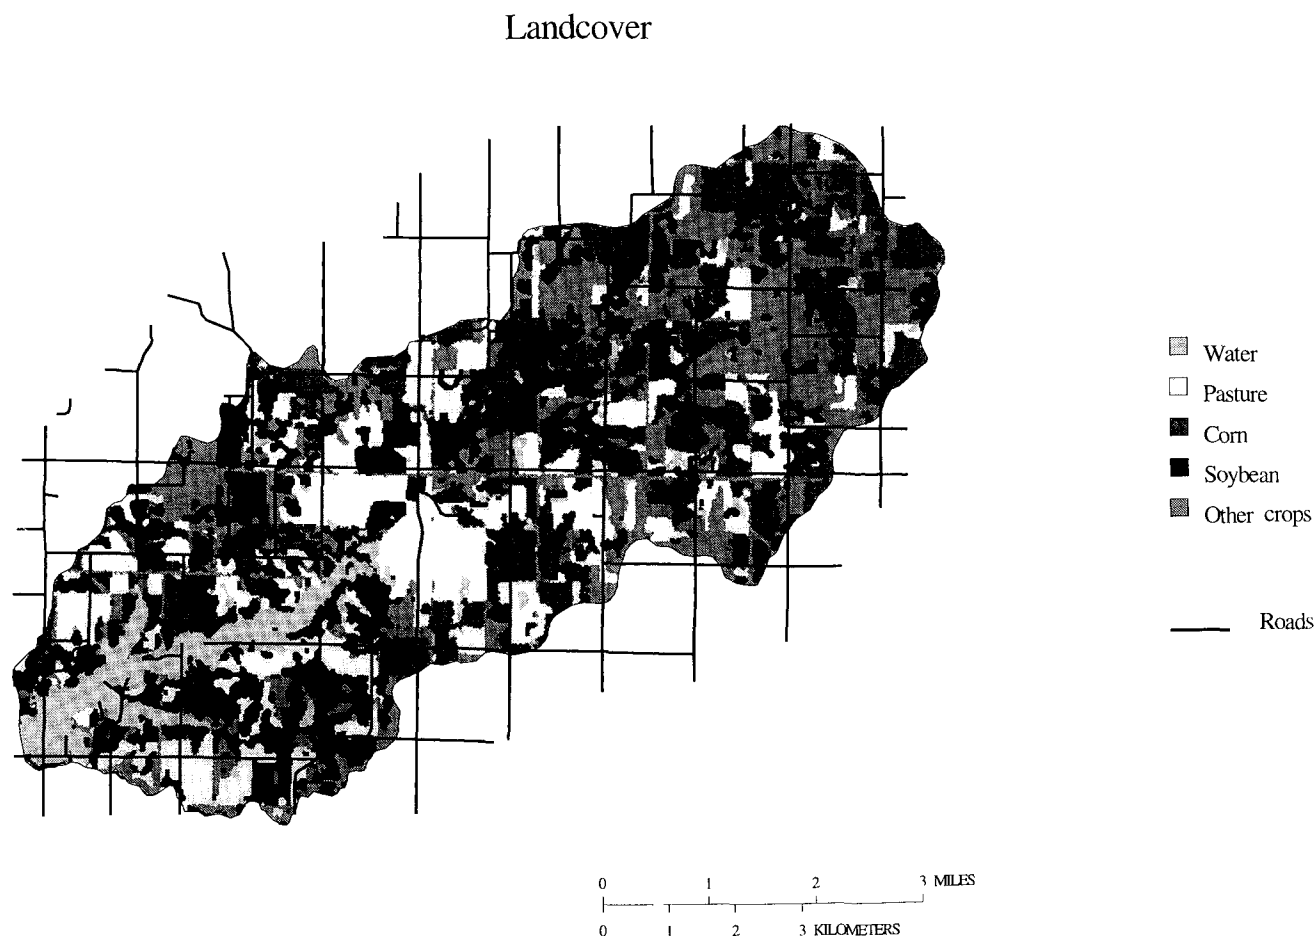 Landcover
Water
Pasture
Corn
Soybean
Other crops
Roads
0 1 2 3 MILES
0 1 2 3 KILOMETERS